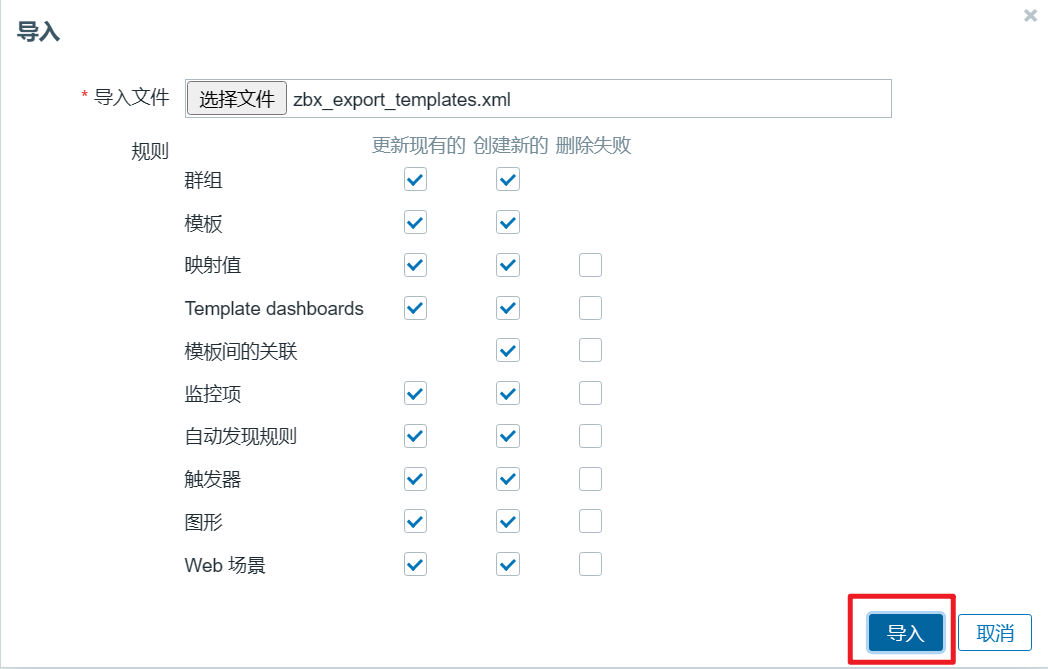 导入
* 导入文件 选择文件 zbx_export_templates.xml
规则 更新现有的 创建新的 删除失败
群组
模板
映射值
Template dashboards
模板间的关联
监控项
自动发现规则
触发器
图形
Web 场景
导入 取消